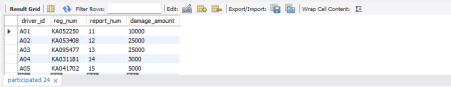 Result Grid Filter Rows: Edit: Export/Import: Wrap Cell Content:
driver_id reg_num report_num damage_amount
A01 KA052250 11 10000
A02 KA053408 12 25000
A03 KA095477 13 25000
A04 KA031181 14 3000
A05 KA041702 15 5000
participated 24 x